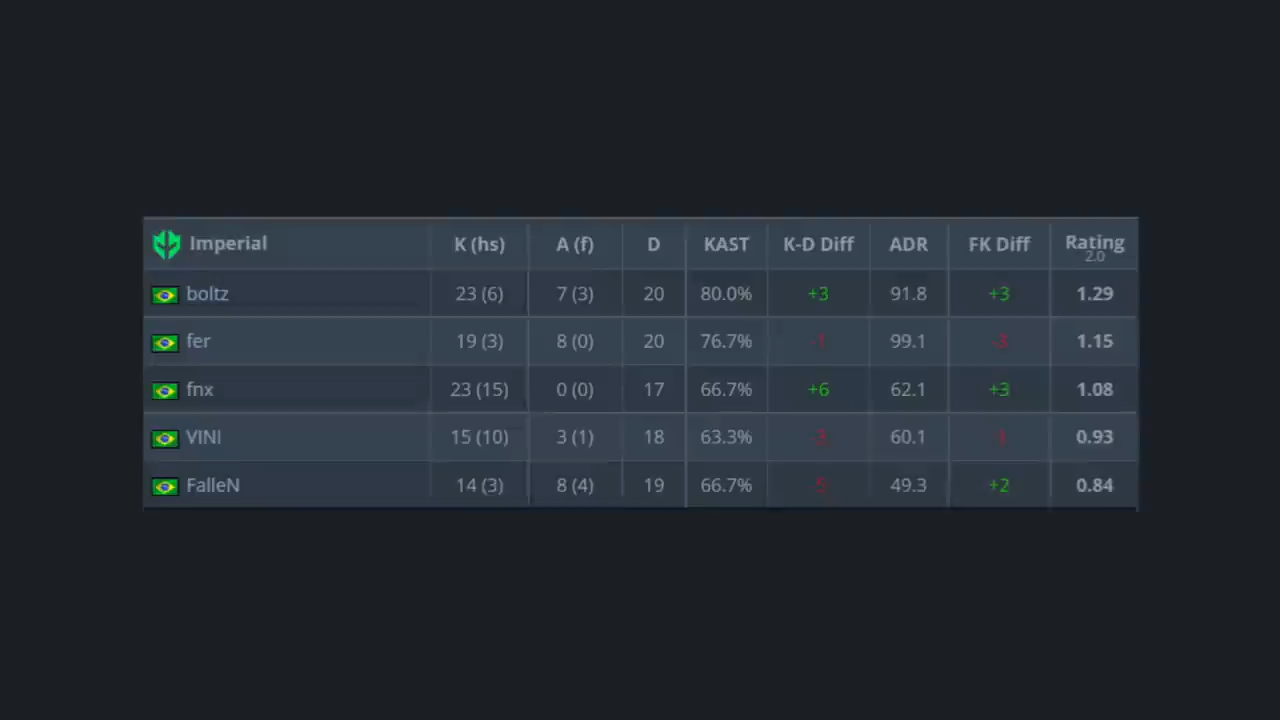 Imperial K (hs) A (f) D KAST K-D Diff ADR FK Diff Rating 2.0
boltz 23 (6) 7 (3) 20 80.0% +3 91.8 +3 1.29
fer 19 (3) 8 (0) 20 76.7% -1 99.1 -3 1.15
fnx 23 (15) 0 (0) 17 66.7% +6 62.1 +3 1.08
VINI 15 (10) 3 (1) 18 63.3% -3 60.1 -1 0.93
FalleN 14 (3) 8 (4) 19 66.7% -5 49.3 +2 0.84